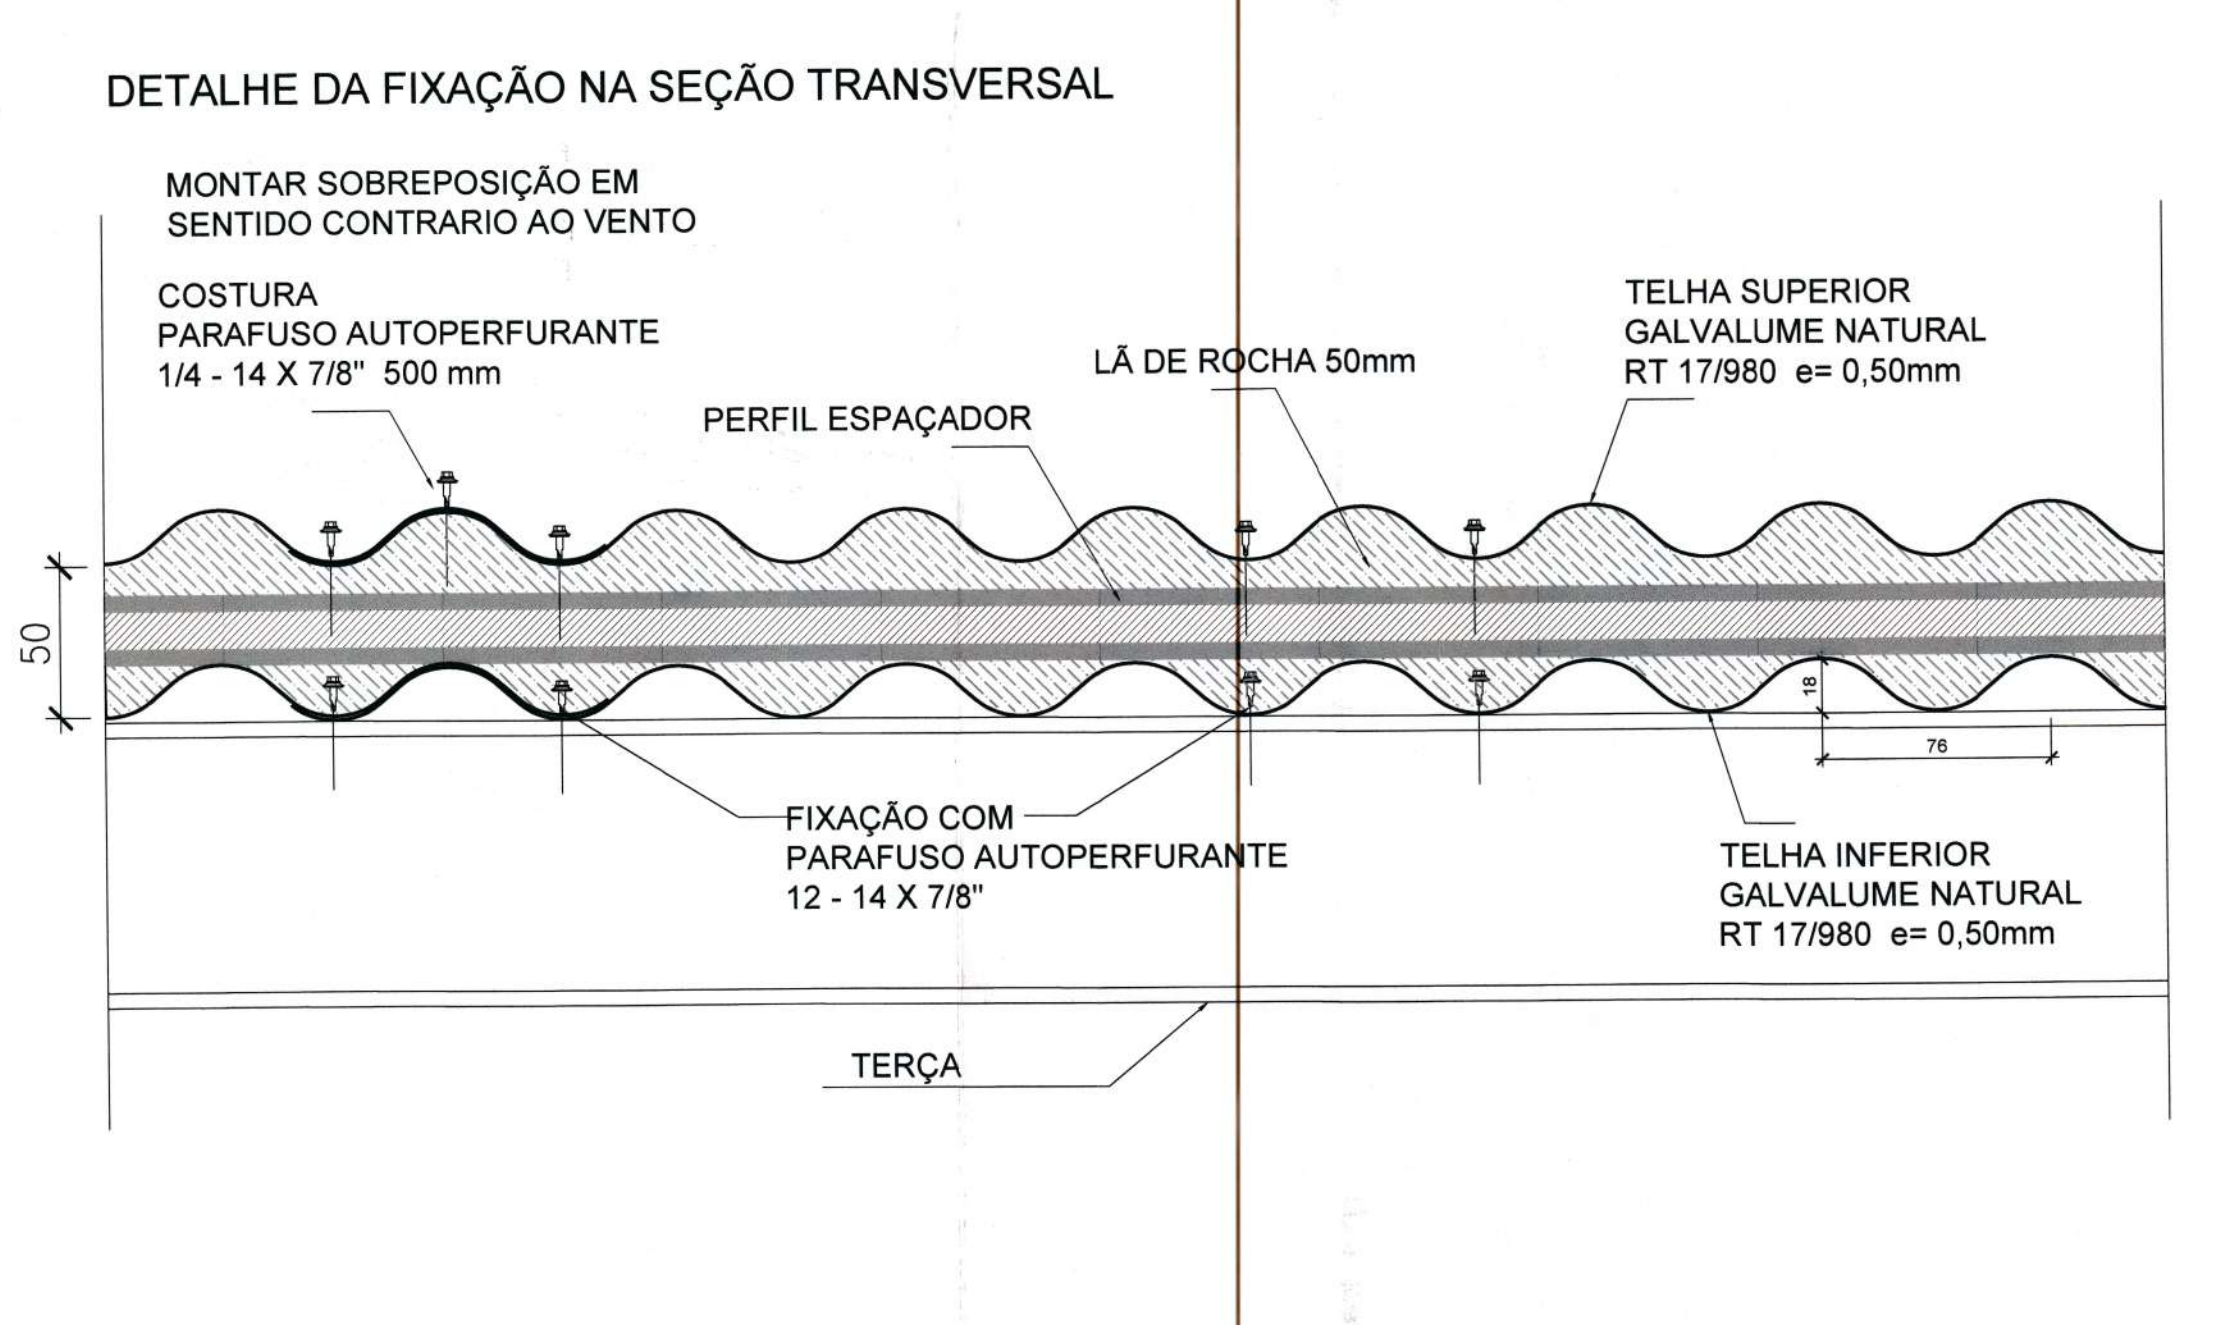 DETALHE DA FIXAÇÃO NA SEÇÃO TRANSVERSAL
MONTAR SOBREPOSIÇÃO EM
SENTIDO CONTRARIO AO VENTO
COSTURA
PARAFUSO AUTOPERFURANTE
1/4 - 14 X 7/8" 500 mm
PERFIL ESPAÇADOR
LÃ DE ROCHA 50mm
TELHA SUPERIOR
GALVALUME NATURAL
RT 17/980 e= 0,50mm
50
18
76
FIXAÇÃO COM
PARAFUSO AUTOPERFURANTE
12 - 14 X 7/8"
TELHA INFERIOR
GALVALUME NATURAL
RT 17/980 e= 0,50mm
TERÇA